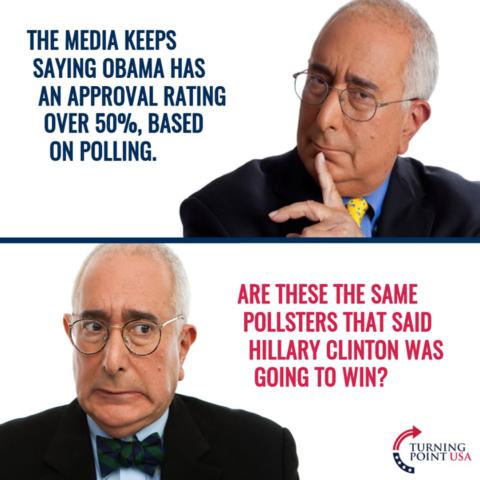 THE MEDIA KEEPS
SAYING OBAMA HAS
AN APPROVAL RATING
OVER 50%, BASED
ON POLLING.
ARE THESE THE SAME
POLLSTERS THAT SAID
HILLARY CLINTON WAS
GOING TO WIN?
TURNING
POINT USA